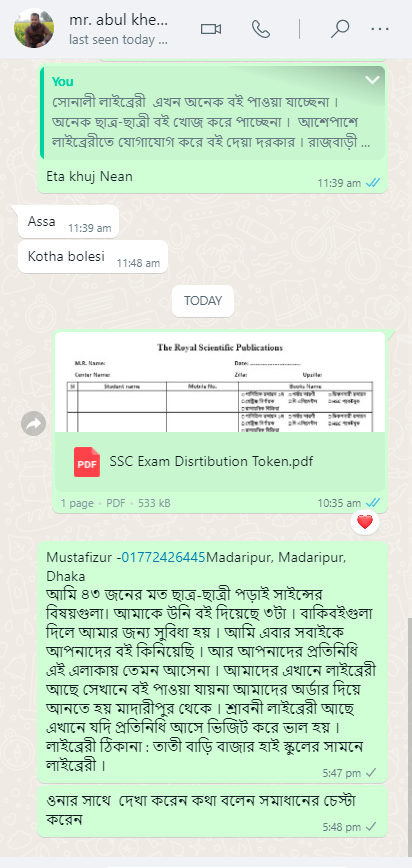 mr. abul khe...
last seen today ...
You
সোনালী লাইব্রেরী এখন অনেক বই পাওয়া যাচ্ছেনা।
অনেক ছাত্র-ছাত্রী বই খোজ করে পাচ্ছেনা। আশেপাশে
লাইব্রেরীতে যোগাযোগ করে বই দেয়া দরকার। রাজবাড়ী ...
Eta khuj Nean
11:39 am
Assa
11:39 am
Kotha bolesi
11:48 am
TODAY
The Royal Scientific Publications
M.R. Name:
Date:
Center Name:
Zilla:
Upzilla:
Sl
Student name
Mobile No.
Books Name
PDF
SSC Exam Disrtibution Token.pdf
1 page • PDF • 533 kB
10:35 am
Mustafizur -01772426445Madaripur, Madaripur,
Dhaka
আমি ৪৩ জনের মত ছাত্র-ছাত্রী পড়াই সাইন্সের
বিষয়গুলা। আমাকে উনি বই দিয়েছে ৩টা। বাকিবইগুলা
দিলে আমার জন্য সুবিধা হয়। আমি এবার সবাইকে
আপনাদের বই কিনিয়েছি। আর আপনাদের প্রতিনিধি
এই এলাকায় তেমন আসেনা। আমাদের এখানে লাইব্রেরী
আছে সেখানে বই পাওয়া যায়না আমাদের অর্ডার দিয়ে
আনতে হয় মাদারীপুর থেকে। শ্রাবনী লাইব্রেরী আছে
এখানে যদি প্রতিনিধি আসে ভিজিট করে ভাল হয়।
লাইব্রেরী ঠিকানা : তাতী বাড়ি বাজার হাই স্কুলের সামনে
লাইব্রেরী।
5:47 pm
ওনার সাথে দেখা করেন কথা বলেন সমাধানের চেস্টা
করেন
5:48 pm